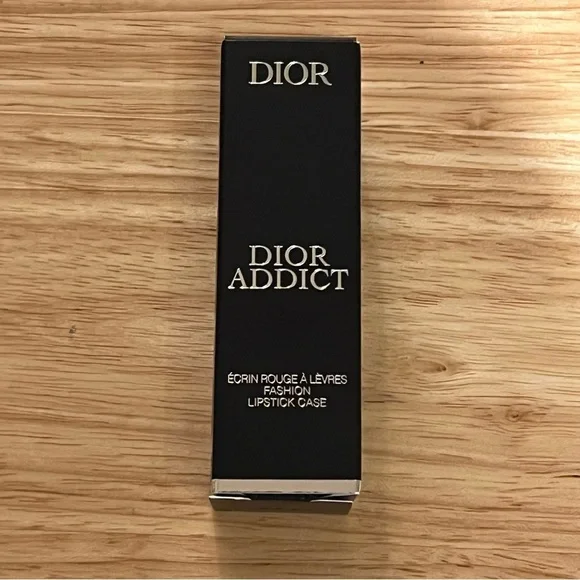 DIOR
DIOR
ADDICT
ÉCRIN ROUGE À LÈVRES
FASHION
LIPSTICK CASE